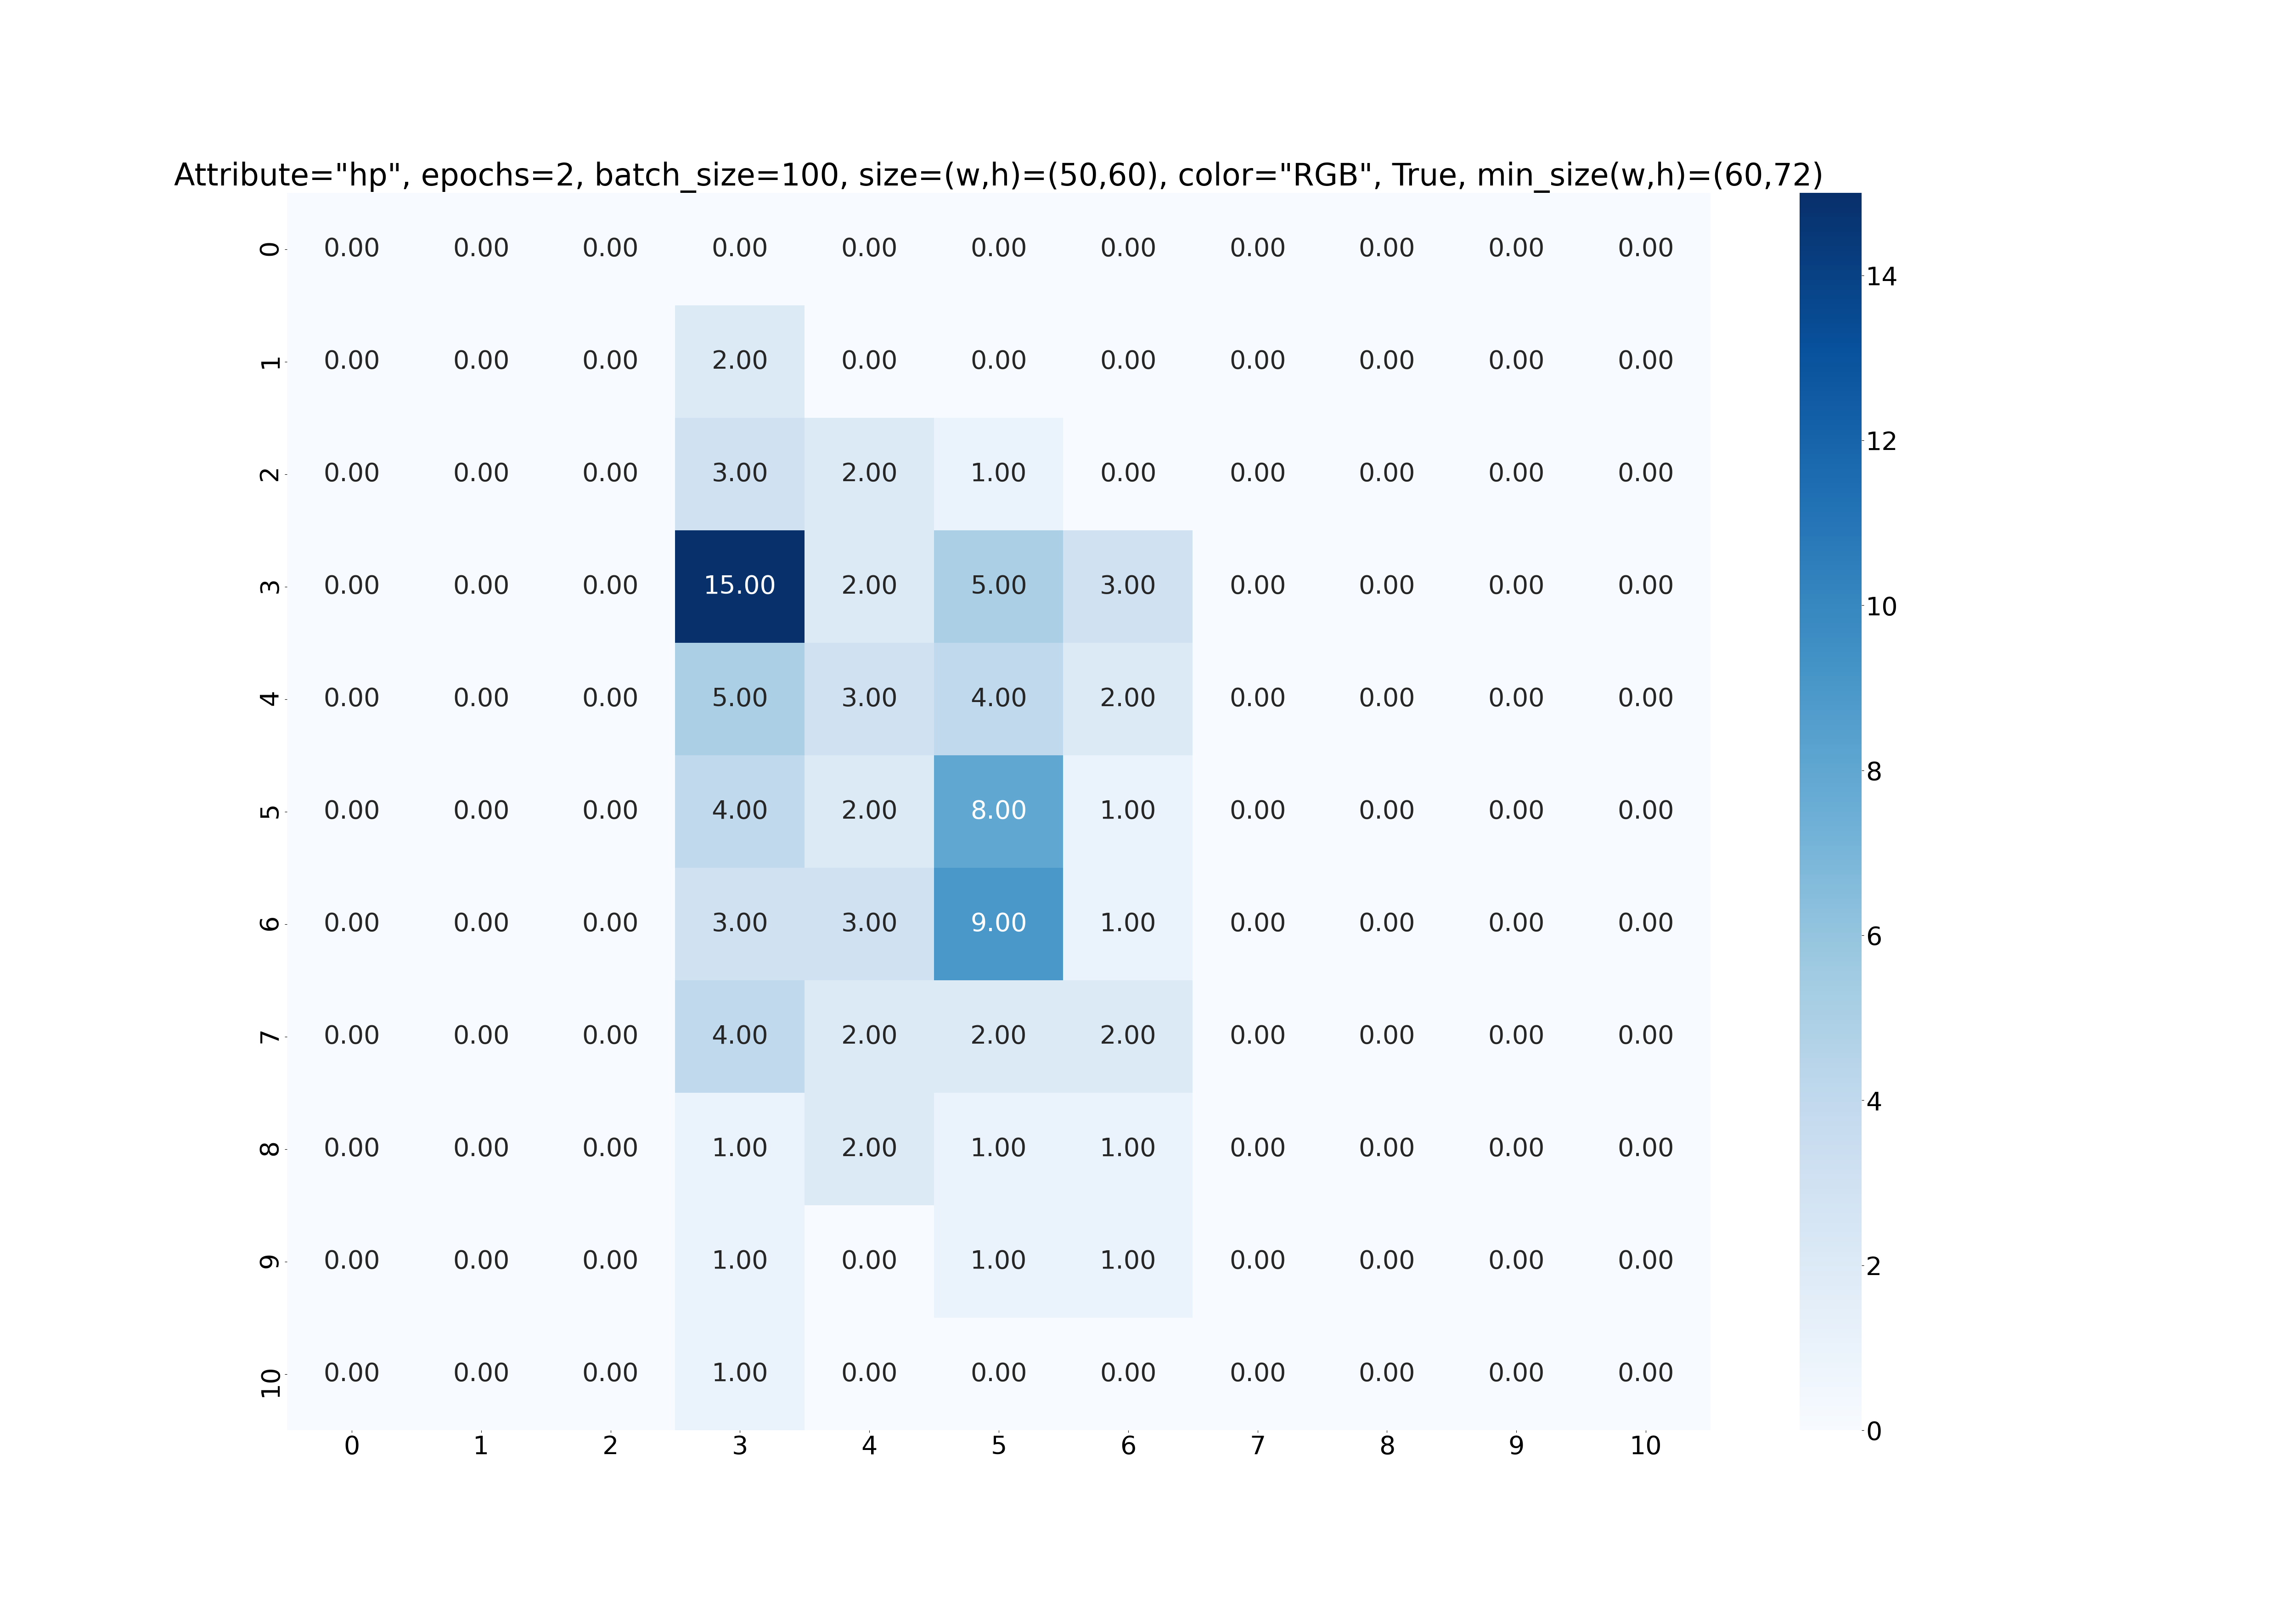 Attribute="hp", epochs=2, batch_size=100, size=(w,h)=(50,60), color="RGB", True, min_size(w,h)=(60,72)
0 0.00 0.00 0.00 0.00 0.00 0.00 0.00 0.00 0.00 0.00 0.00
1 0.00 0.00 0.00 2.00 0.00 0.00 0.00 0.00 0.00 0.00 0.00
2 0.00 0.00 0.00 3.00 2.00 1.00 0.00 0.00 0.00 0.00 0.00
3 0.00 0.00 0.00 15.00 2.00 5.00 3.00 0.00 0.00 0.00 0.00
4 0.00 0.00 0.00 5.00 3.00 4.00 2.00 0.00 0.00 0.00 0.00
5 0.00 0.00 0.00 4.00 2.00 8.00 1.00 0.00 0.00 0.00 0.00
6 0.00 0.00 0.00 3.00 3.00 9.00 1.00 0.00 0.00 0.00 0.00
7 0.00 0.00 0.00 4.00 2.00 2.00 2.00 0.00 0.00 0.00 0.00
8 0.00 0.00 0.00 1.00 2.00 1.00 1.00 0.00 0.00 0.00 0.00
9 0.00 0.00 0.00 1.00 0.00 1.00 1.00 0.00 0.00 0.00 0.00
10 0.00 0.00 0.00 1.00 0.00 0.00 0.00 0.00 0.00 0.00 0.00
0 1 2 3 4 5 6 7 8 9 10
14
12
10
8
6
4
2
0